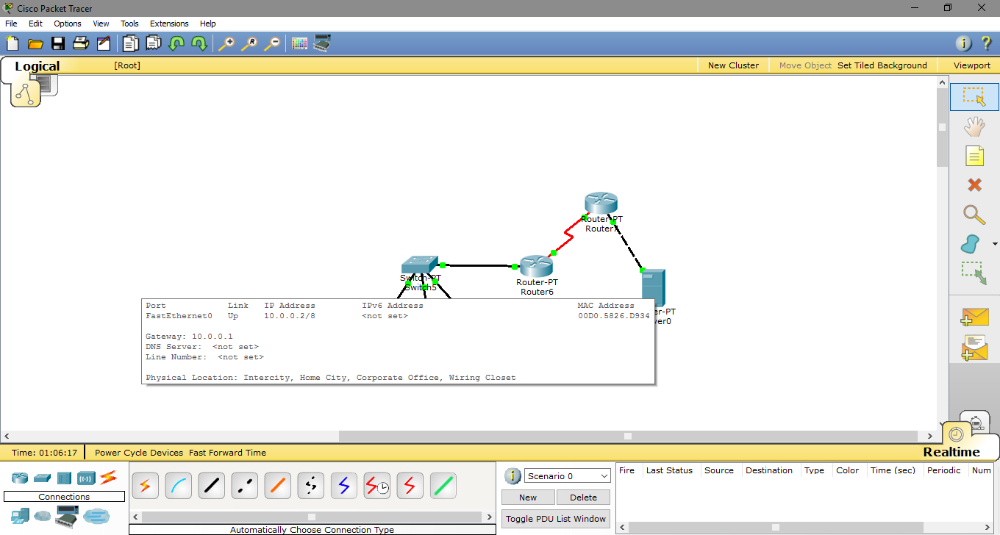 Cisco Packet Tracer
File Edit Options View Tools Extensions Help
Logical [Root] New Cluster Move Object Set Tiled Background Viewport
Router-PT
Router7
Switch-PT
Switch5
Router-PT
Router6
er-PT
ver0
Port Link IP Address IPv6 Address MAC Address
FastEthernet0 Up 10.0.0.2/8 <not set> 00D0.5826.D934
Gateway: 10.0.0.1
DNS Server: <not set>
Line Number: <not set>
Physical Location: Intercity, Home City, Corporate Office, Wiring Closet
Time: 01:06:17 Power Cycle Devices Fast Forward Time
Realtime
Connections
Automatically Choose Connection Type
Scenario 0
New Delete
Toggle PDU List Window
Fire Last Status Source Destination Type Color Time (sec) Periodic Num